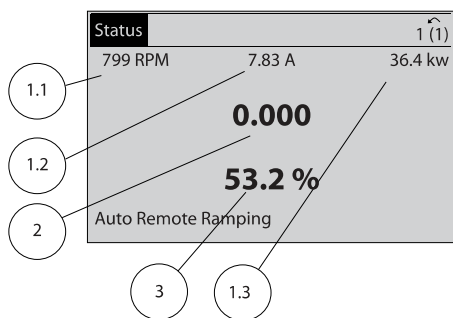 Status
1 (1)
799 RPM 7.83 A 36.4 kw
1.1
0.000
1.2
53.2 %
2
Auto Remote Ramping
3
1.3